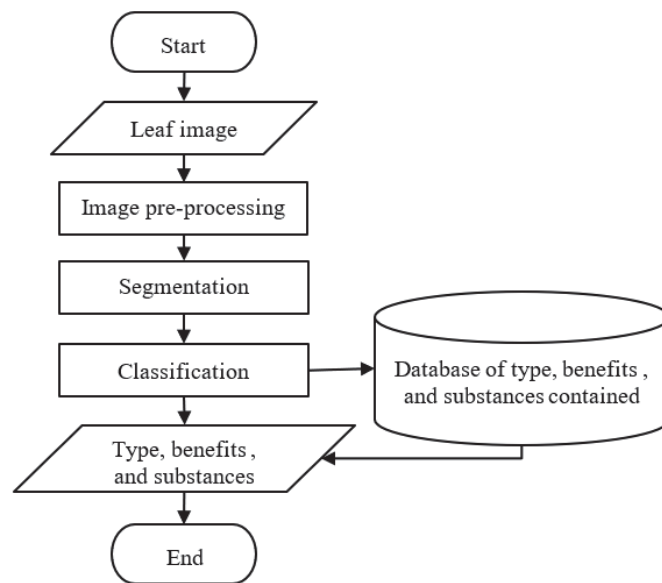 Start
Leaf image
Image pre-processing
Segmentation
Classification
Database of type, benefits ,
and substances contained
Type, benefits ,
and substances
End